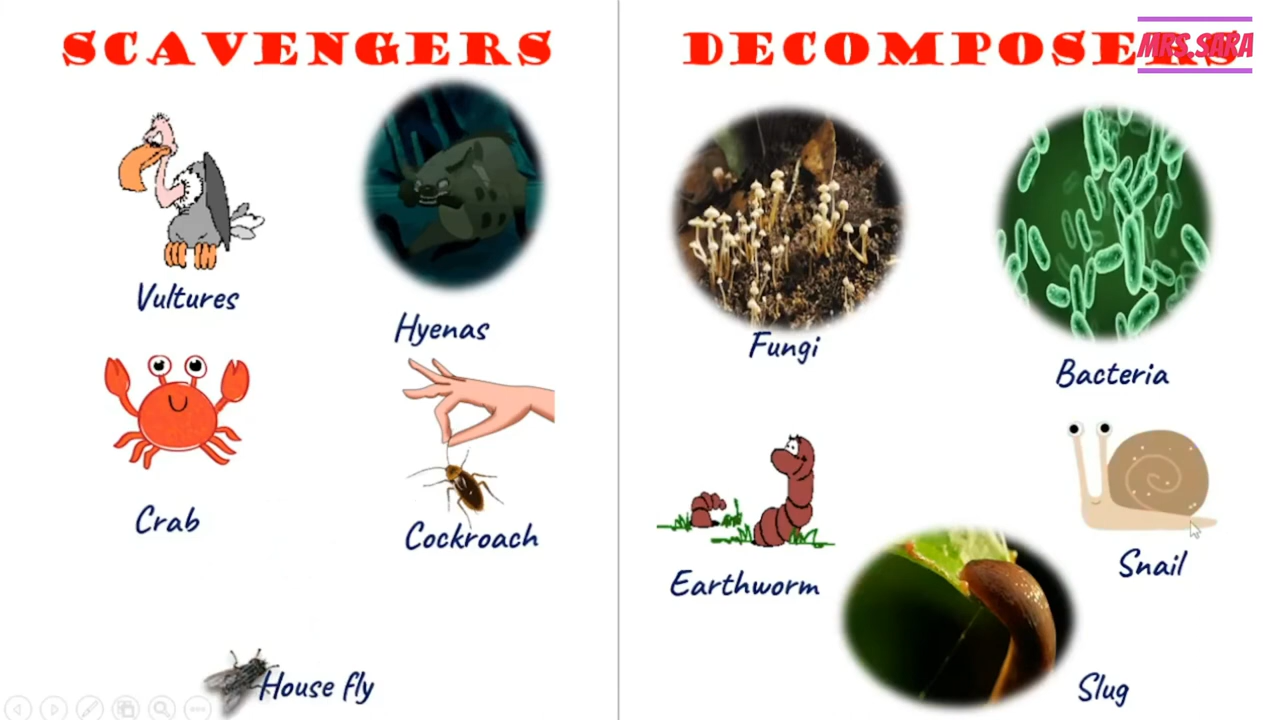 SCAVENGERS
DECOMPOSERS
MRS.SARA
Vultures
Hyenas
Fungi
Bacteria
Crab
Cockroach
Earthworm
Snail
House fly
Slug